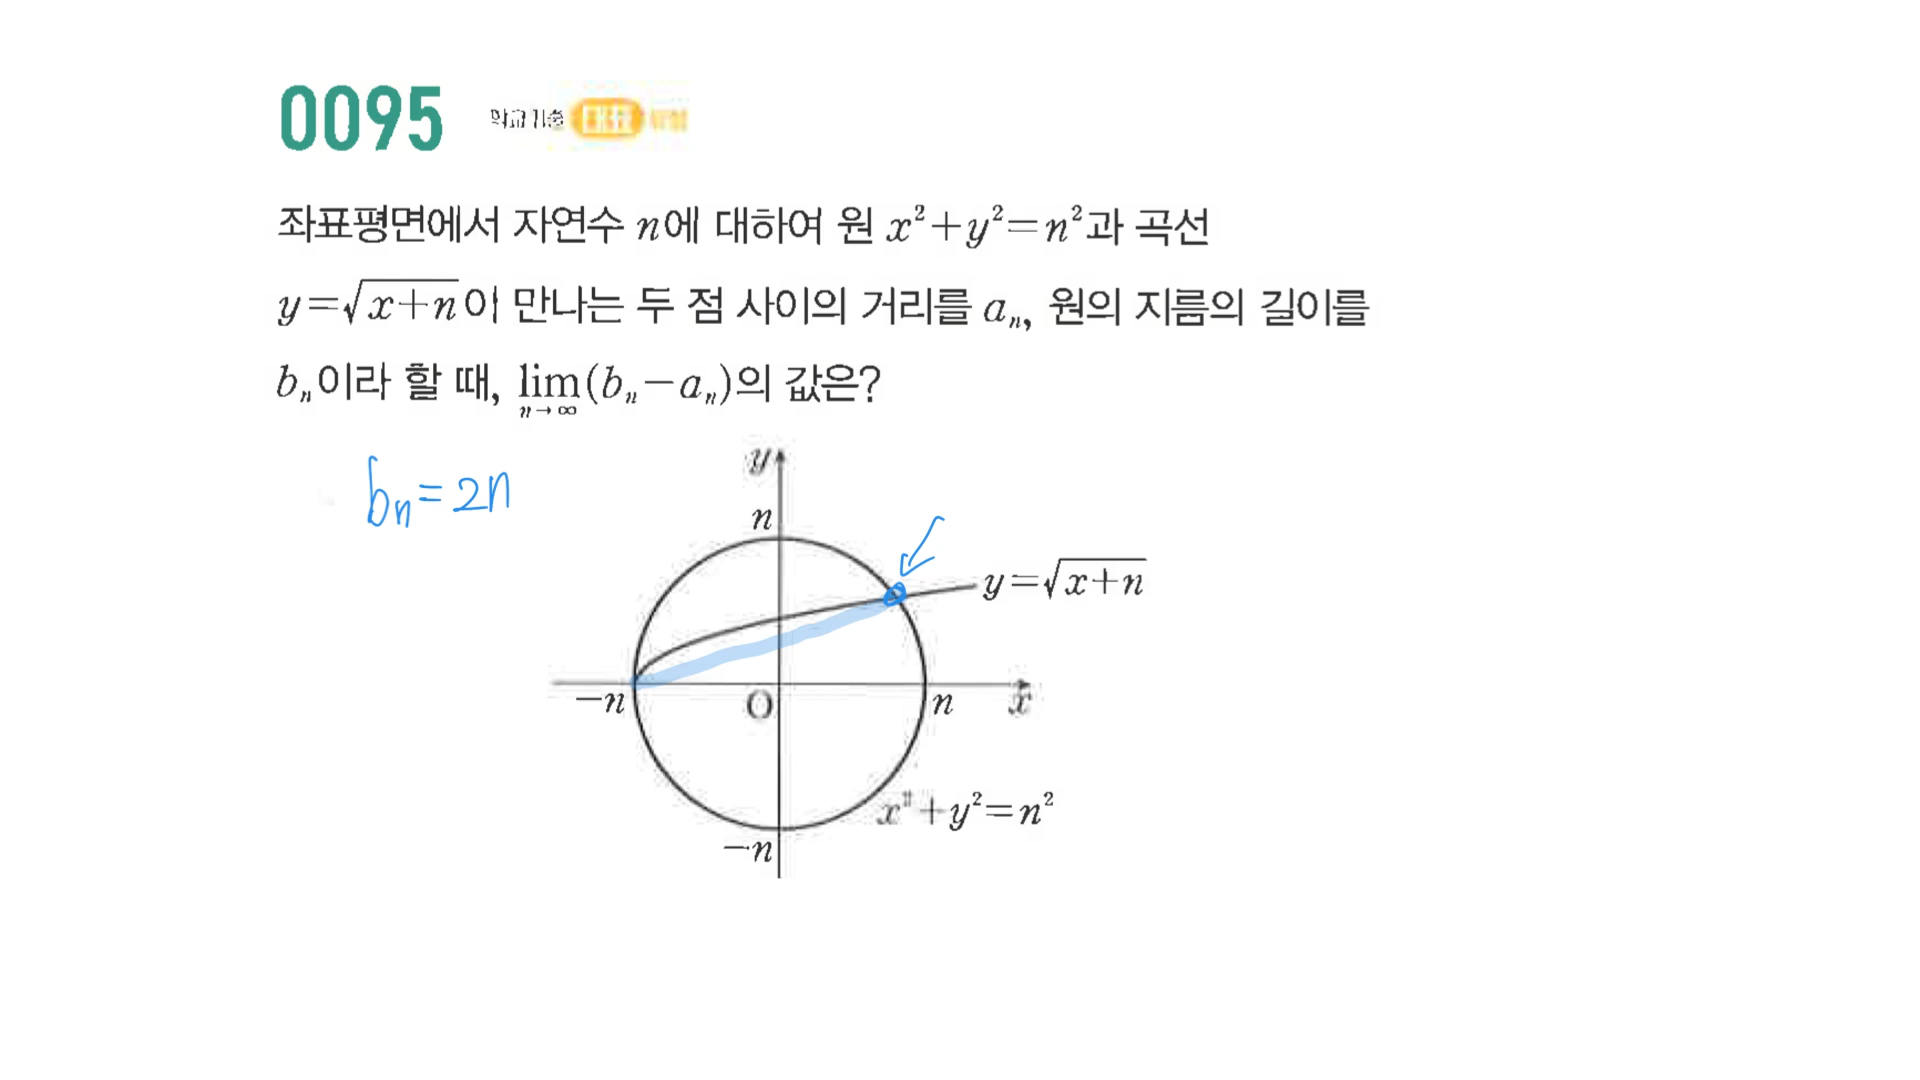 0095
좌표평면에서 자연수 n에 대하여 원 x²+y²=n²과 곡선
y=√(x+n)이 만나는 두 점 사이의 거리를 aₙ, 원의 지름의 길이를
bₙ이라 할 때, lim(bₙ-aₙ)의 값은?
n→∞
bₙ=2n
y
n
y=√(x+n)
-n
O
n
x
x²+y²=n²
-n